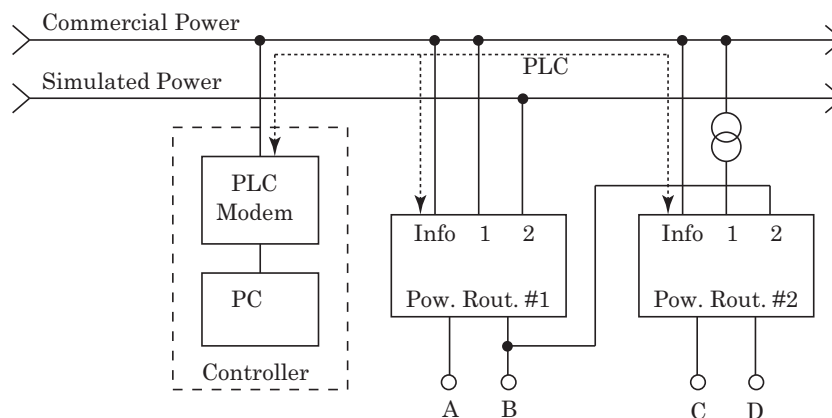 Commercial Power
PLC
Simulated Power
PLC
Modem
Info 1 2
Info 1 2
PC
Pow. Rout. #1
Pow. Rout. #2
Controller
A B C D